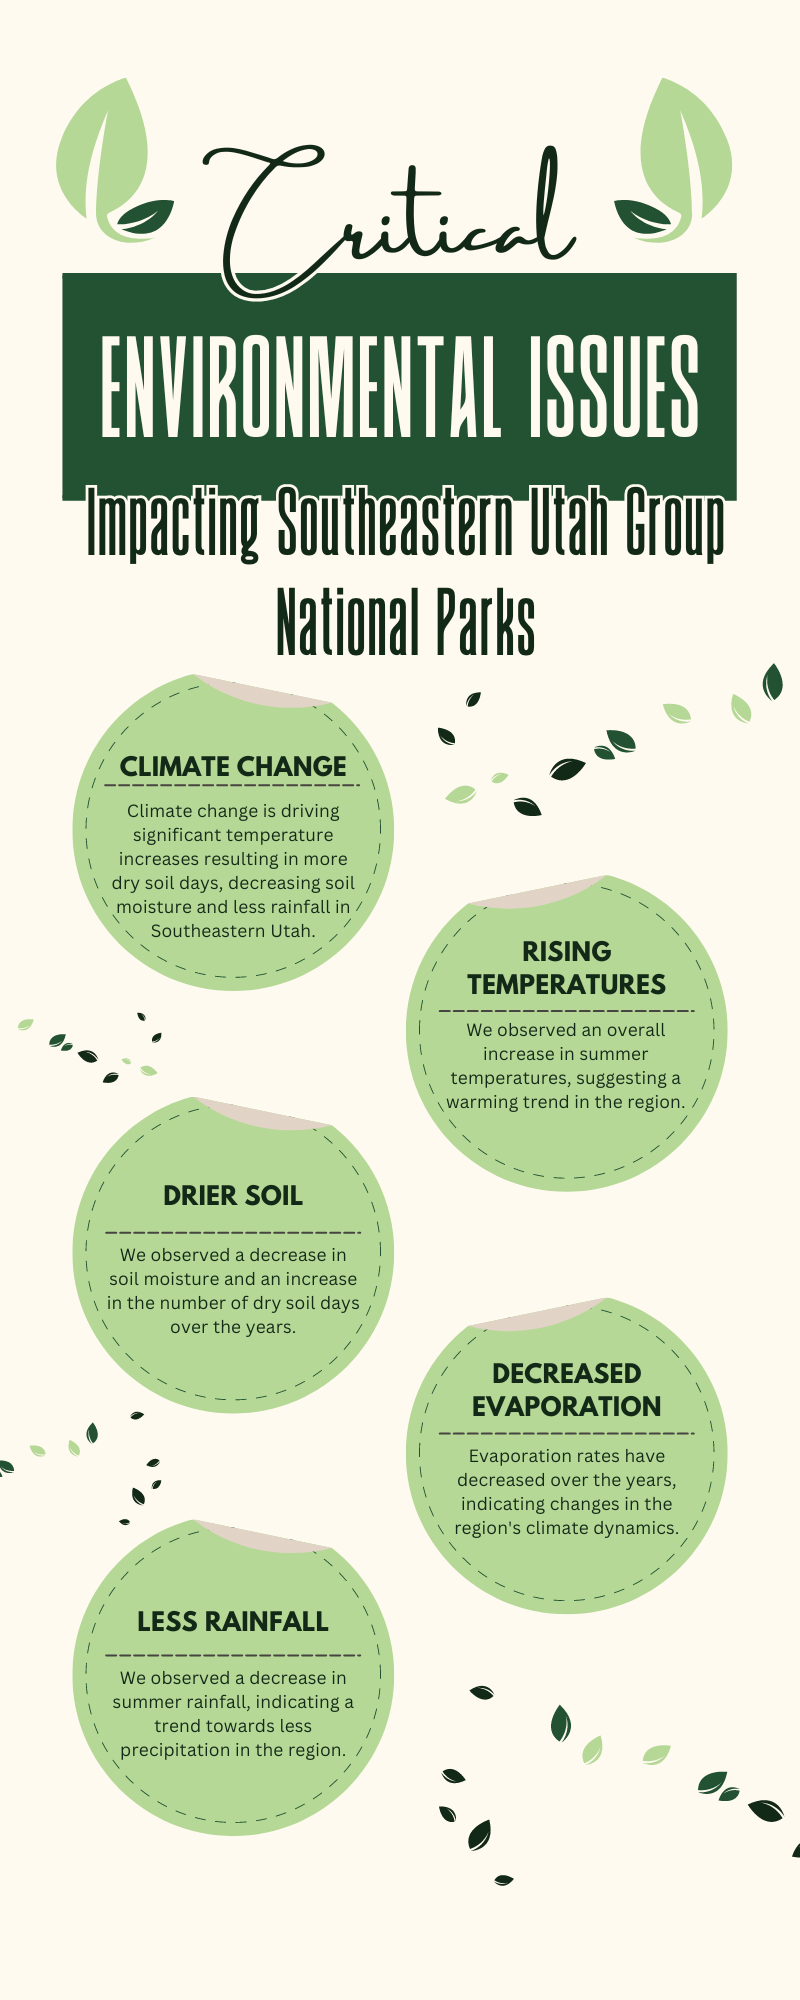 Critical
ENVIRONMENTAL ISSUES
Impacting Southeastern Utah Group
National Parks
CLIMATE CHANGE
Climate change is driving
significant temperature
increases resulting in more
dry soil days, decreasing soil
moisture and less rainfall in
Southeastern Utah.
RISING
TEMPERATURES
We observed an overall
increase in summer
temperatures, suggesting a
warming trend in the region.
DRIER SOIL
We observed a decrease in
soil moisture and an increase
in the number of dry soil days
over the years.
DECREASED
EVAPORATION
Evaporation rates have
decreased over the years,
indicating changes in the
region's climate dynamics.
LESS RAINFALL
We observed a decrease in
summer rainfall, indicating a
trend towards less
precipitation in the region.